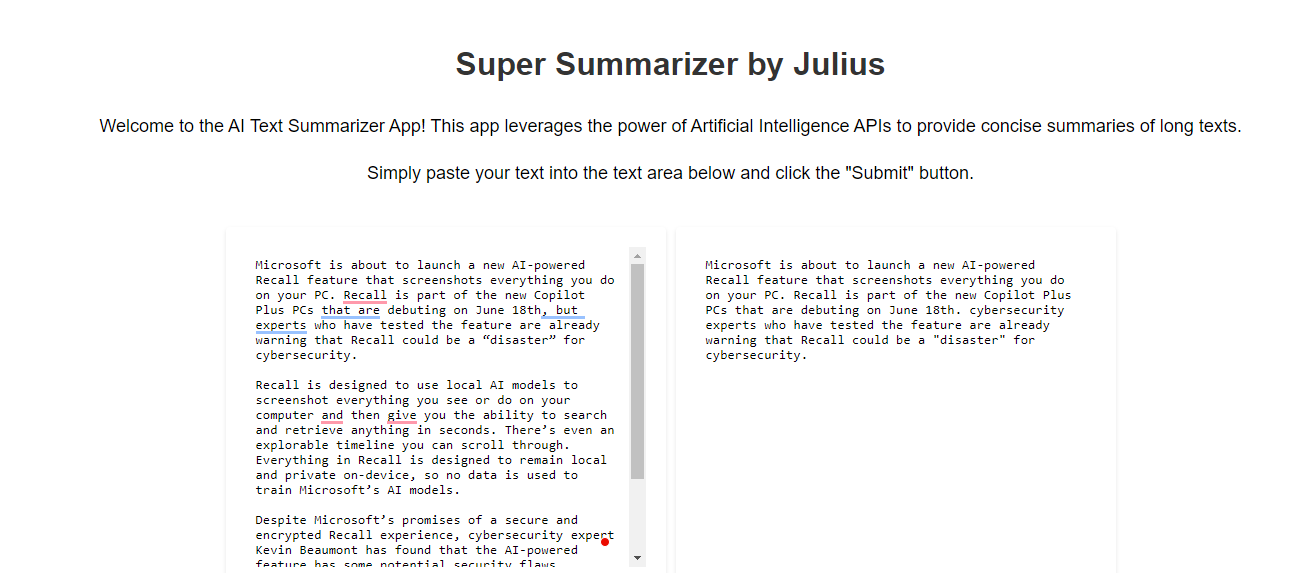 Super Summarizer by Julius
Welcome to the AI Text Summarizer App! This app leverages the power of Artificial Intelligence APIs to provide concise summaries of long texts.
Simply paste your text into the text area below and click the "Submit" button.
Microsoft is about to launch a new AI-powered
Recall feature that screenshots everything you do
on your PC. Recall is part of the new Copilot
Plus PCs that are debuting on June 18th, but
experts who have tested the feature are already
warning that Recall could be a “disaster” for
cybersecurity.
Recall is designed to use local AI models to
screenshot everything you see or do on your
computer and then give you the ability to search
and retrieve anything in seconds. There’s even an
explorable timeline you can scroll through.
Everything in Recall is designed to remain local
and private on-device, so no data is used to
train Microsoft’s AI models.
Despite Microsoft’s promises of a secure and
encrypted Recall experience, cybersecurity expert
Kevin Beaumont has found that the AI-powered
feature has some potential security flaws
Microsoft is about to launch a new AI-powered
Recall feature that screenshots everything you do
on your PC. Recall is part of the new Copilot Plus
PCs that are debuting on June 18th. cybersecurity
experts who have tested the feature are already
warning that Recall could be a "disaster" for
cybersecurity.